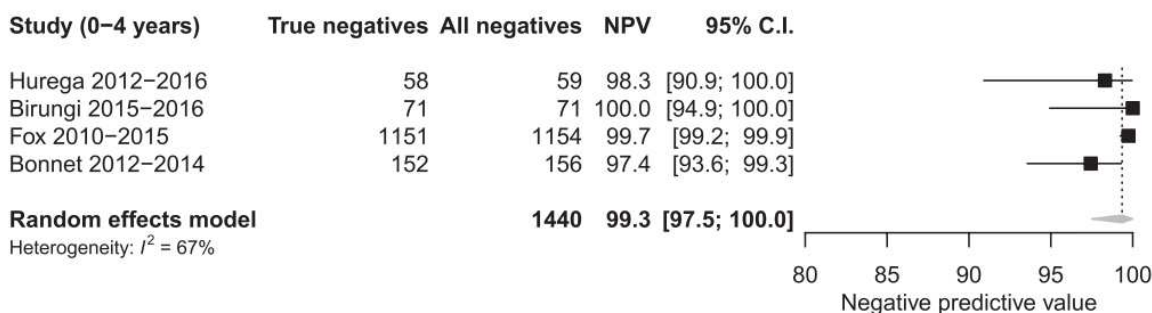 Study (0−4 years) True negatives All negatives NPV 95% C.I.
Hurega 2012−2016 58 59 98.3 [90.9; 100.0]
Birungi 2015−2016 71 71 100.0 [94.9; 100.0]
Fox 2010−2015 1151 1154 99.7 [99.2; 99.9]
Bonnet 2012−2014 152 156 97.4 [93.6; 99.3]
Random effects model 1440 99.3 [97.5; 100.0]
Heterogeneity: I² = 67%
80 85 90 95 100
Negative predictive value